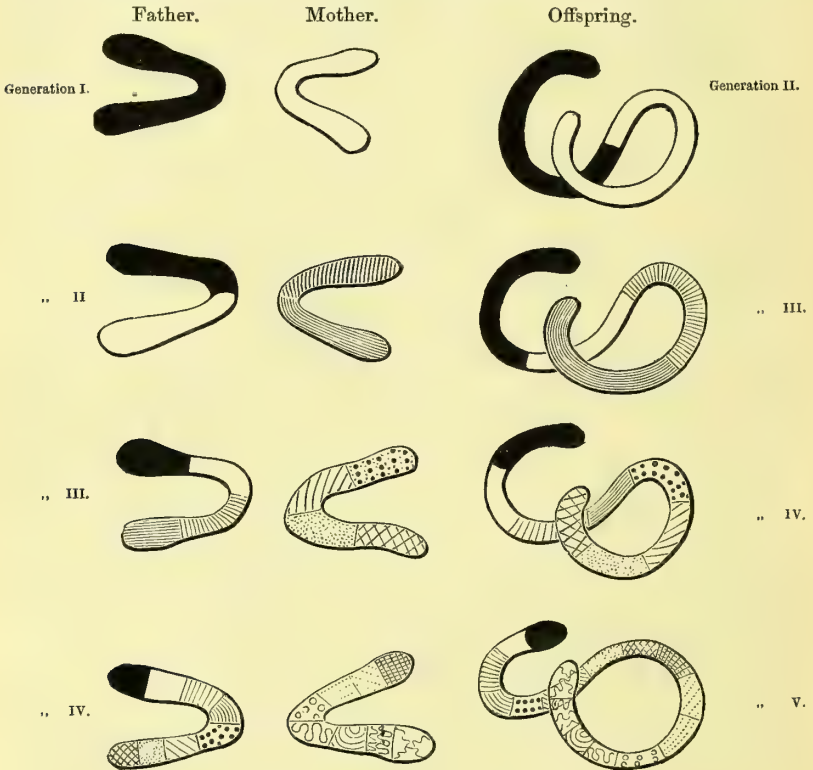 Father. Mother. Offspring.
Generation I. Generation II.
„ II „ III.
„ III. „ IV.
„ IV. „ V.